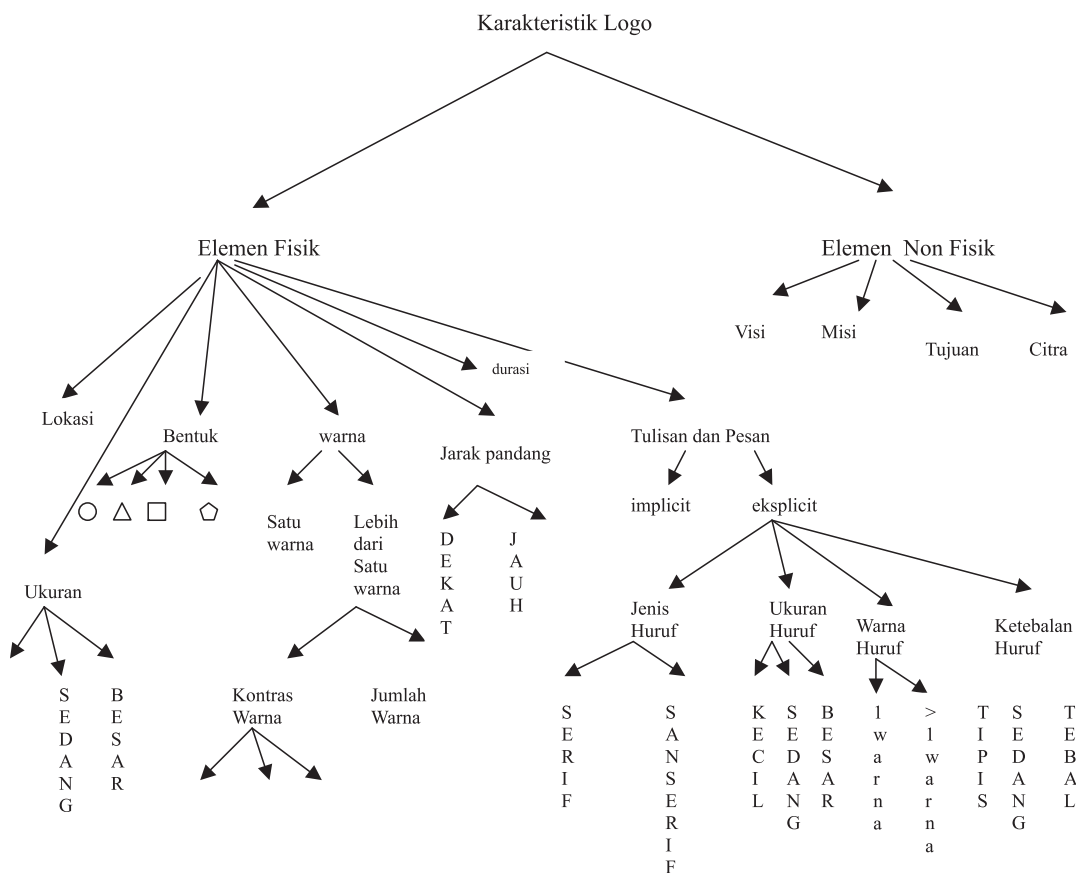 Karakteristik Logo
Elemen Fisik
Elemen Non Fisik
Visi
Misi
Tujuan
Citra
durasi
Lokasi
Bentuk
warna
Jarak pandang
Tulisan dan Pesan
implicit
eksplicit
Satu
warna
Lebih
dari
Satu
warna
DEKAT
JAUH
Ukuran
Jenis
Huruf
Ukuran
Huruf
Warna
Huruf
Ketebalan
Huruf
SEDANG
BESAR
Kontras
Warna
Jumlah
Warna
SERIF
SANSERIF
KECIL
SEDANG
BESAR
1warna
>1warna
TIPIS
SEDANG
TEBAL